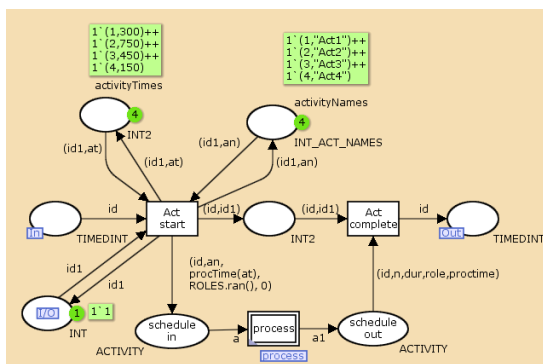 1`(1,300)++
1`(2,750)++
1`(3,450)++
1`(4,150)
activityTimes
4
INT2
1`(1,"Act1")++
1`(2,"Act2")++
1`(3,"Act3")++
1`(4,"Act4")
activityNames
4
INT_ACT_NAMES
(id1,at)
(id1,at)
(id1,an)
(id1,an)
In
TIMEDINT
id
Act
start
(id,id1)
INT2
(id,id1)
Act
complete
id
Out
TIMEDINT
id1
id1
I/O
1
1`1
INT
(id,an,
procTime(at),
ROLES.ran(), 0)
(id,n,dur,role,proctime)
schedule
in
ACTIVITY
a
process
process
a1
schedule
out
ACTIVITY